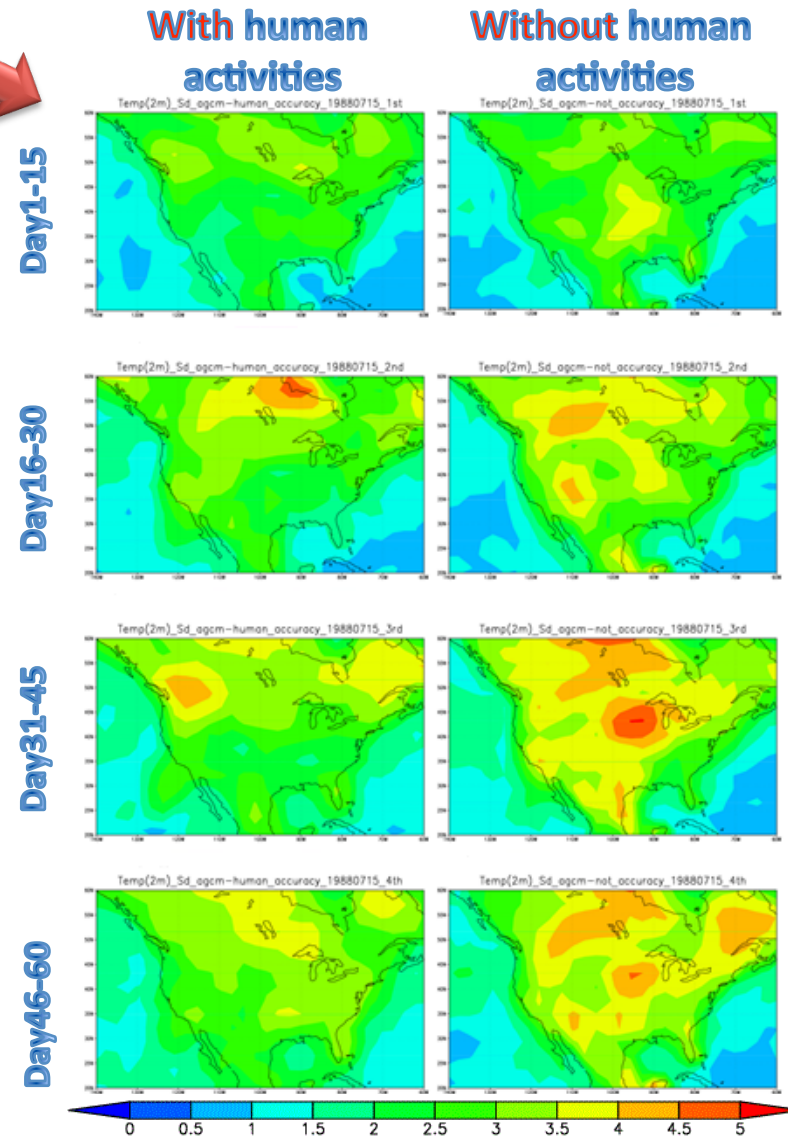 With human
activities
Without human
activities
Temp(2m)_Sd_agcm-human_accuracy_19880715_1st
Temp(2m)_Sd_agcm-not_accuracy_19880715_1st
Day1-15
Temp(2m)_Sd_agcm-human_accuracy_19880715_2nd
Temp(2m)_Sd_agcm-not_accuracy_19880715_2nd
Day16-30
Temp(2m)_Sd_agcm-human_accuracy_19880715_3rd
Temp(2m)_Sd_agcm-not_accuracy_19880715_3rd
Day31-45
Temp(2m)_Sd_agcm-human_accuracy_19880715_4th
Temp(2m)_Sd_agcm-not_accuracy_19880715_4th
Day46-60
0 0.5 1 1.5 2 2.5 3 3.5 4 4.5 5